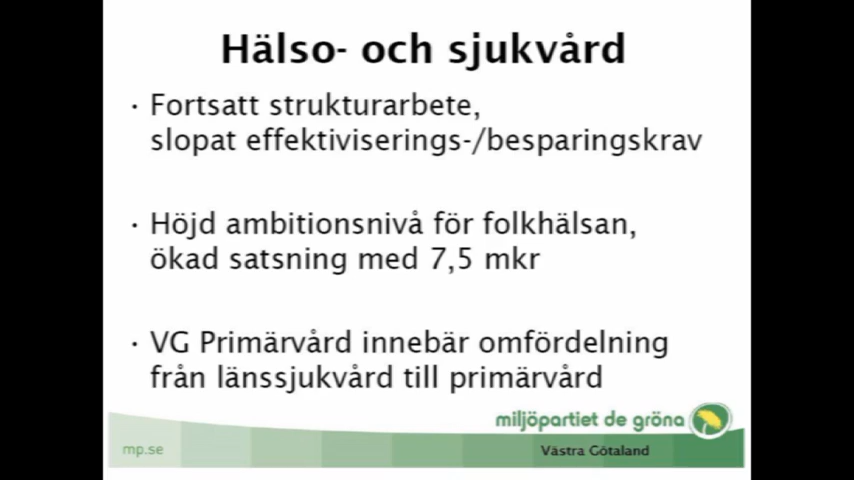 Hälso- och sjukvård
• Fortsatt strukturarbete,
slopat effektiviserings-/besparingskrav
• Höjd ambitionsnivå för folkhälsan,
ökad satsning med 7,5 mkr
• VG Primärvård innebär omfördelning
från länssjukvård till primärvård
miljöpartiet de gröna
mp.se
Västra Götaland